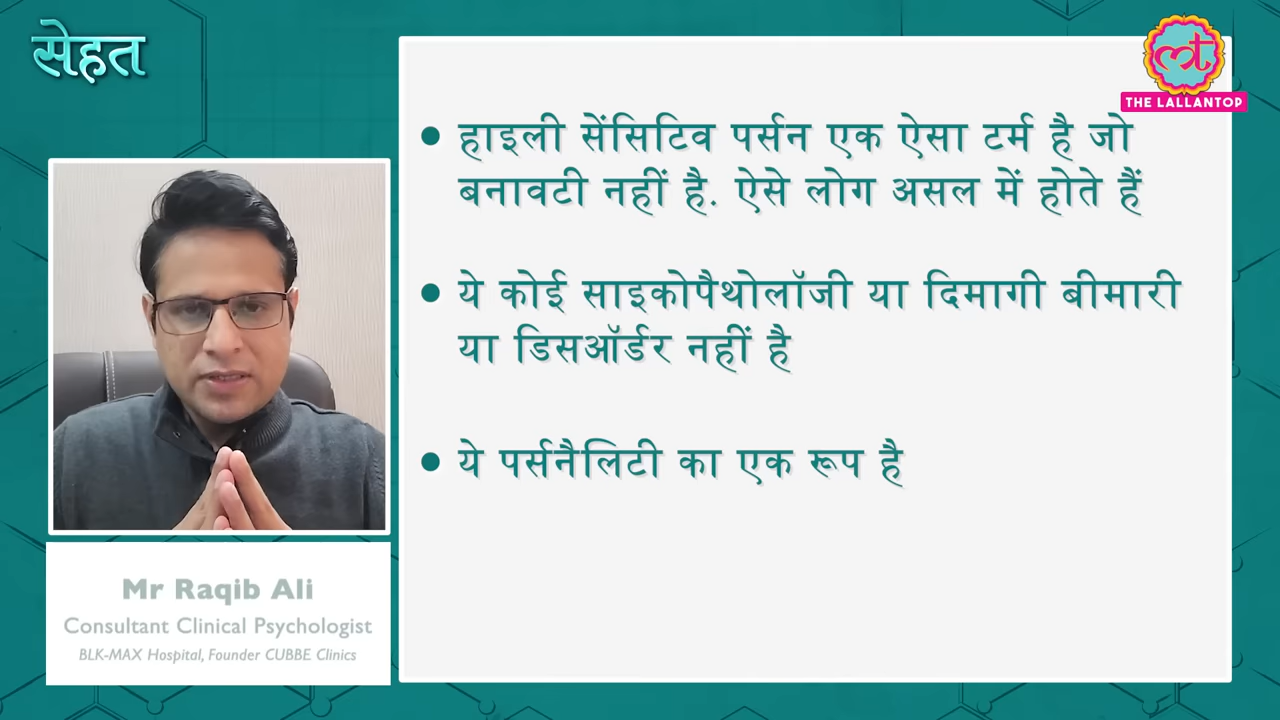 सेहत
THE LALLANTOP
• हाइली सेंसिटिव पर्सन एक ऐसा टर्म है जो
बनावटी नहीं है. ऐसे लोग असल में होते हैं
• ये कोई साइकोपैथोलॉजी या दिमागी बीमारी
या डिसऑर्डर नहीं है
• ये पर्सनैलिटी का एक रूप है
Mr Raqib Ali
Consultant Clinical Psychologist
BLK-MAX Hospital, Founder CUBBE Clinics